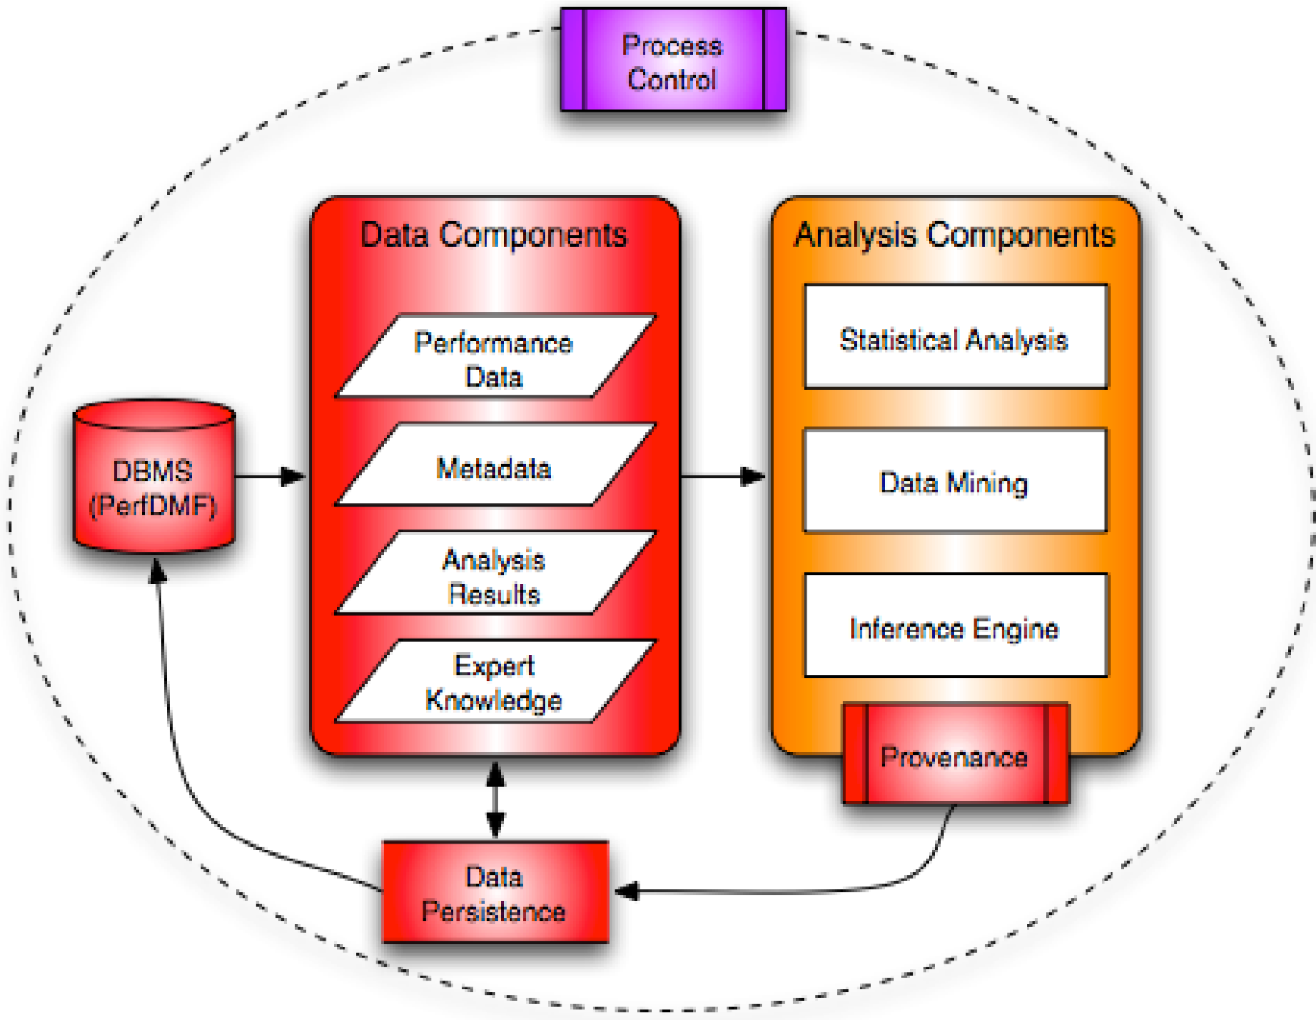 Process
Control
Data Components
Performance
Data
Metadata
Analysis
Results
Expert
Knowledge
Analysis Components
Statistical Analysis
Data Mining
Inference Engine
Provenance
DBMS
(PerfDMF)
Data
Persistence